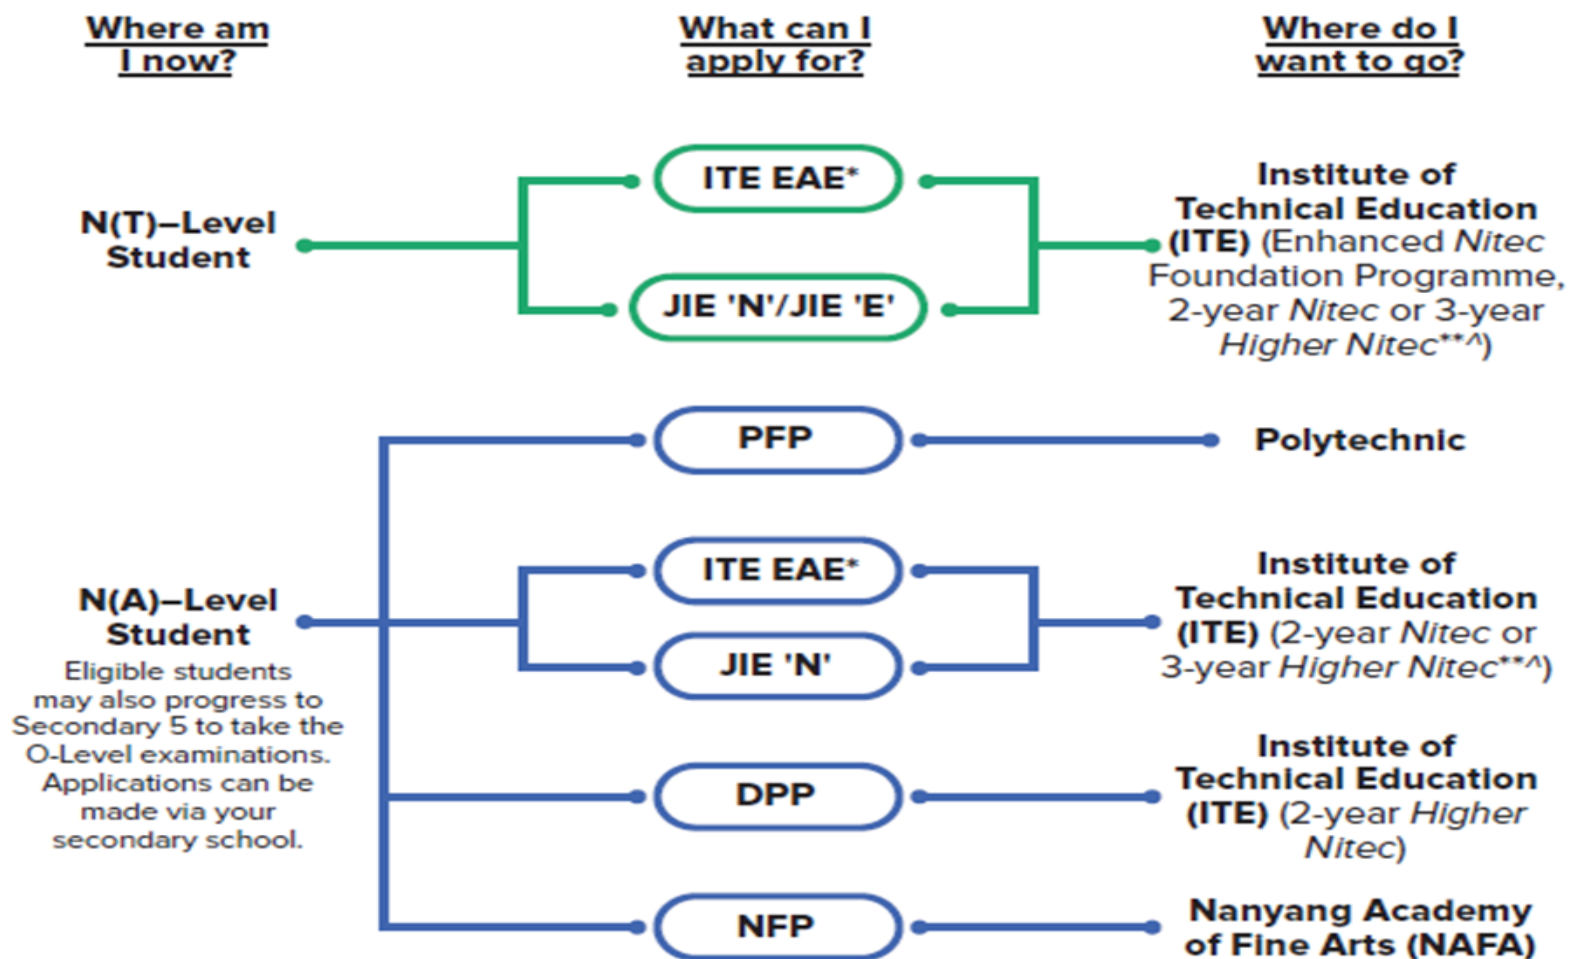 Where am
I now?
What can I
apply for?
Where do I
want to go?
N(T)–Level
Student
ITE EAE*
JIE 'N'/JIE 'E'
Institute of
Technical Education
(ITE) (Enhanced Nitec
Foundation Programme,
2-year Nitec or 3-year
Higher Nitec**^)
N(A)–Level
Student
Eligible students
may also progress to
Secondary 5 to take the
O-Level examinations.
Applications can be
made via your
secondary school.
PFP
Polytechnic
ITE EAE*
JIE 'N'
Institute of
Technical Education
(ITE) (2-year Nitec or
3-year Higher Nitec**^)
DPP
Institute of
Technical Education
(ITE) (2-year Higher
Nitec)
NFP
Nanyang Academy
of Fine Arts (NAFA)